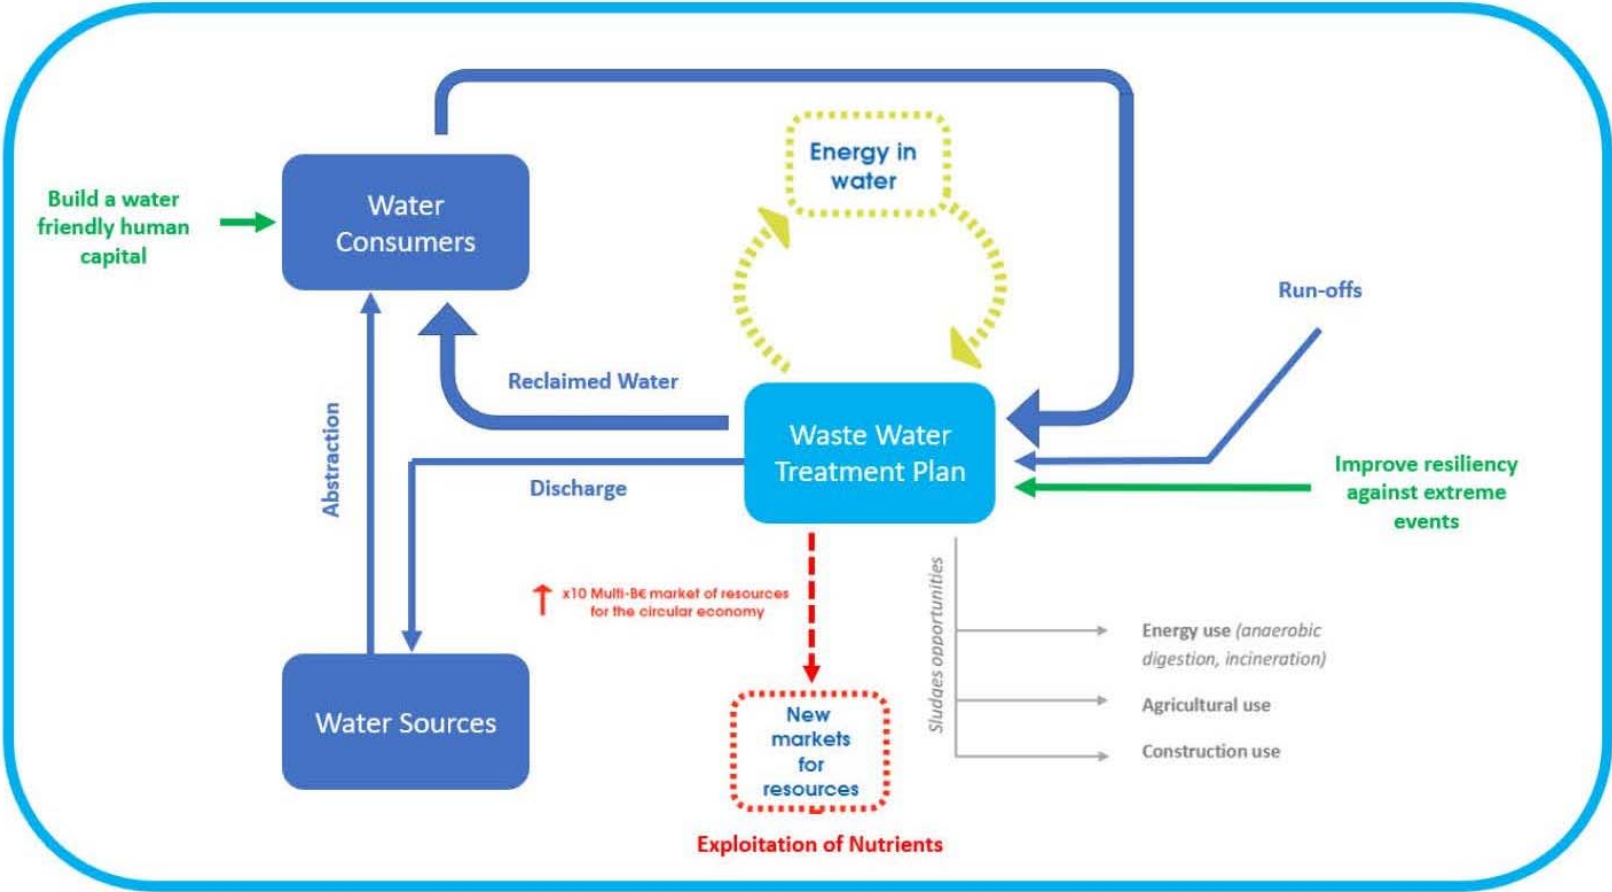 Energy in
water
Build a water
friendly human
capital
Water
Consumers
Run-offs
Reclaimed Water
Abstraction
Waste Water
Treatment Plan
Discharge
Improve resiliency
against extreme
events
x10 Multi-B€ market of resources
for the circular economy
Sludges opportunities
Energy use (anaerobic
digestion, incineration)
Agricultural use
Construction use
Water Sources
New
markets
for
resources
Exploitation of Nutrients